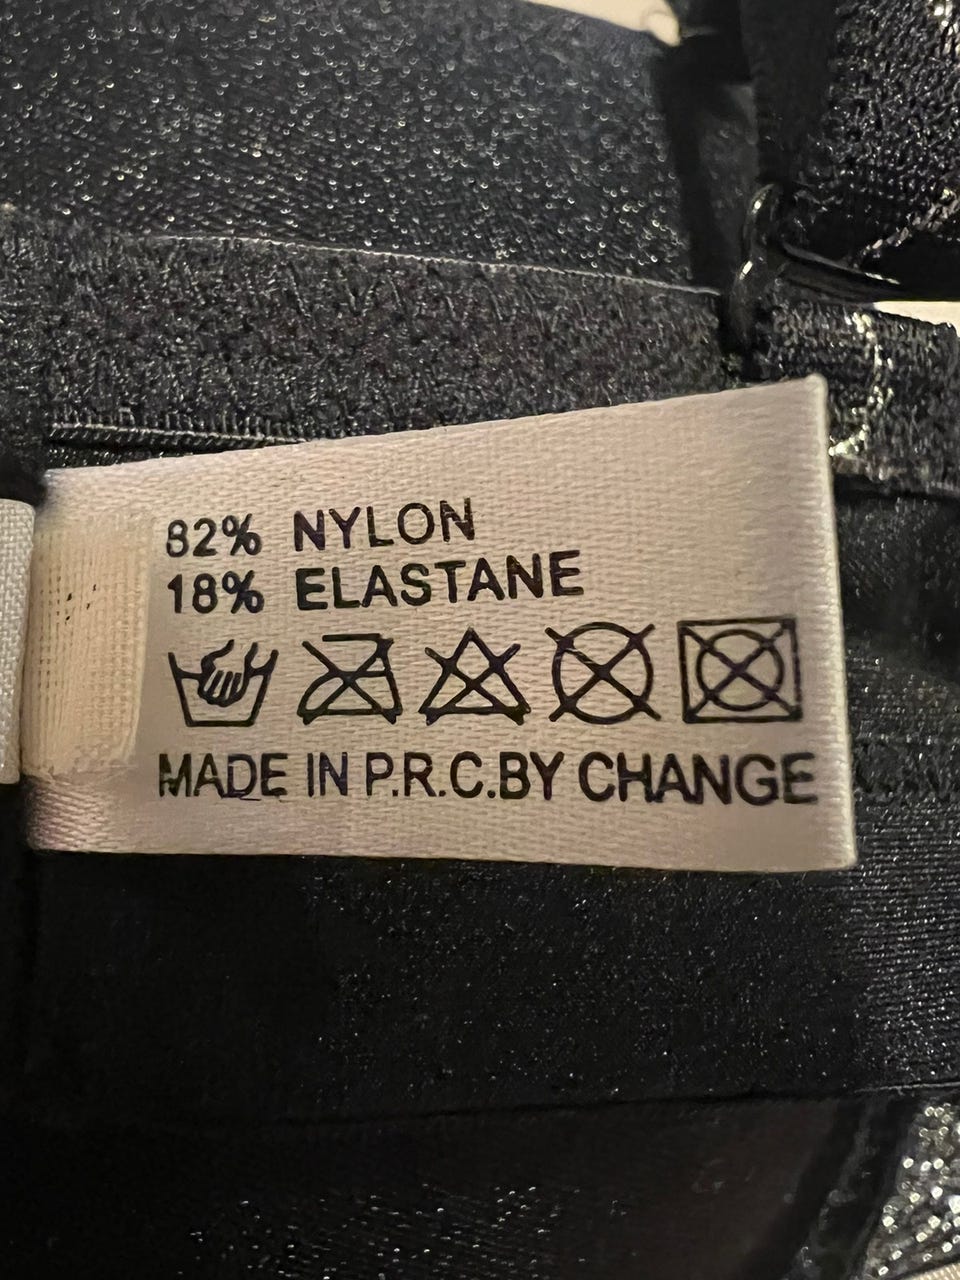 82% NYLON
18% ELASTANE
MADE IN P.R.C.BY CHANGE